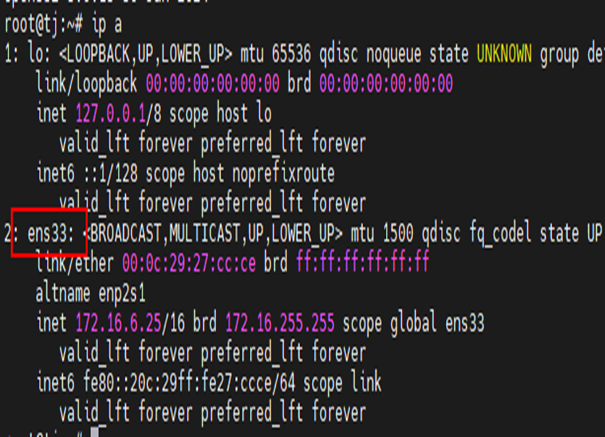 root@tj:~# ip a
1: lo: <LOOPBACK,UP,LOWER_UP> mtu 65536 qdisc noqueue state UNKNOWN group de
link/loopback 00:00:00:00:00:00 brd 00:00:00:00:00:00
inet 127.0.0.1/8 scope host lo
valid_lft forever preferred_lft forever
inet6 ::1/128 scope host noprefixroute
valid_lft forever preferred_lft forever
2: ens33: <BROADCAST,MULTICAST,UP,LOWER_UP> mtu 1500 qdisc fq_codel state UP
link/ether 00:0c:29:27:cc:ce brd ff:ff:ff:ff:ff:ff
altname enp2s1
inet 172.16.6.25/16 brd 172.16.255.255 scope global ens33
valid_lft forever preferred_lft forever
inet6 fe80::20c:29ff:fe27:ccce/64 scope link
valid_lft forever preferred_lft forever